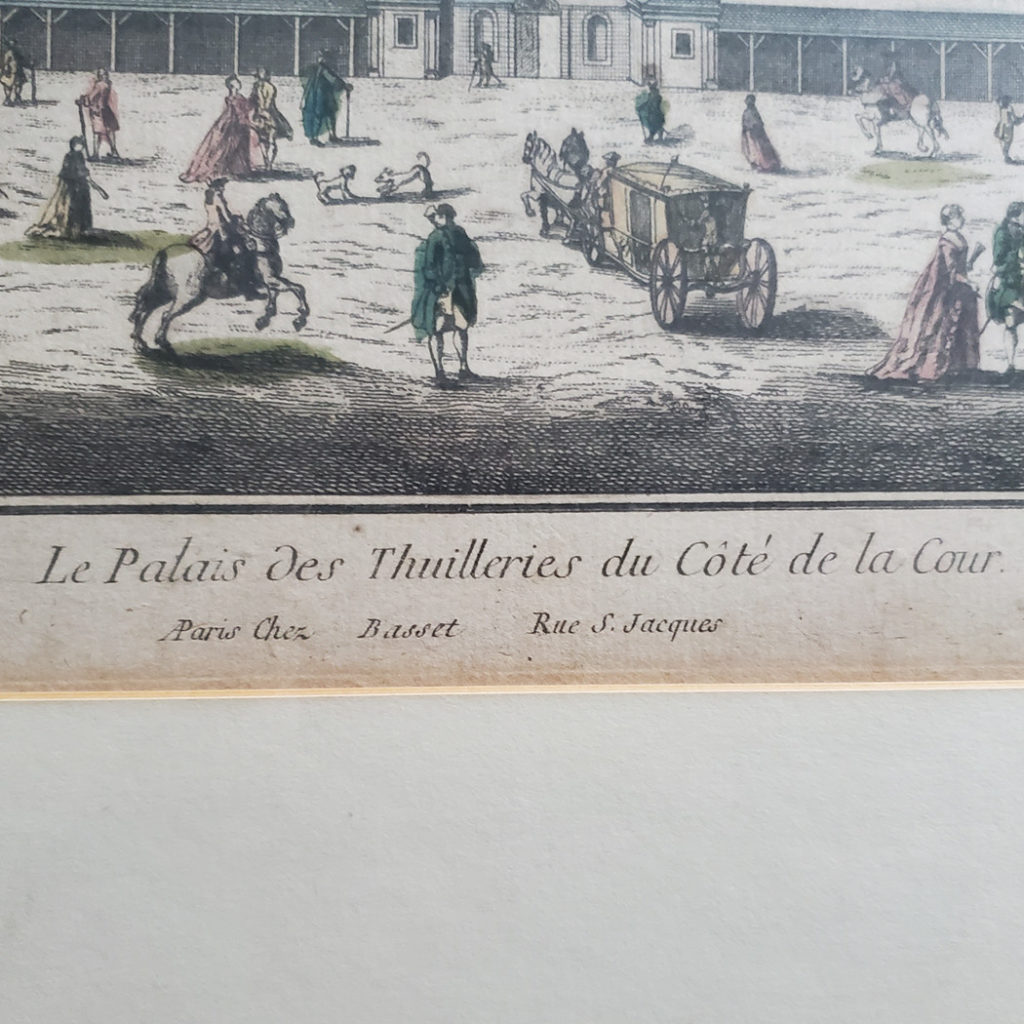 Le Palais des Thuilleries du Côté de la Cour.
A Paris Chez Basset Rue S. Jacques